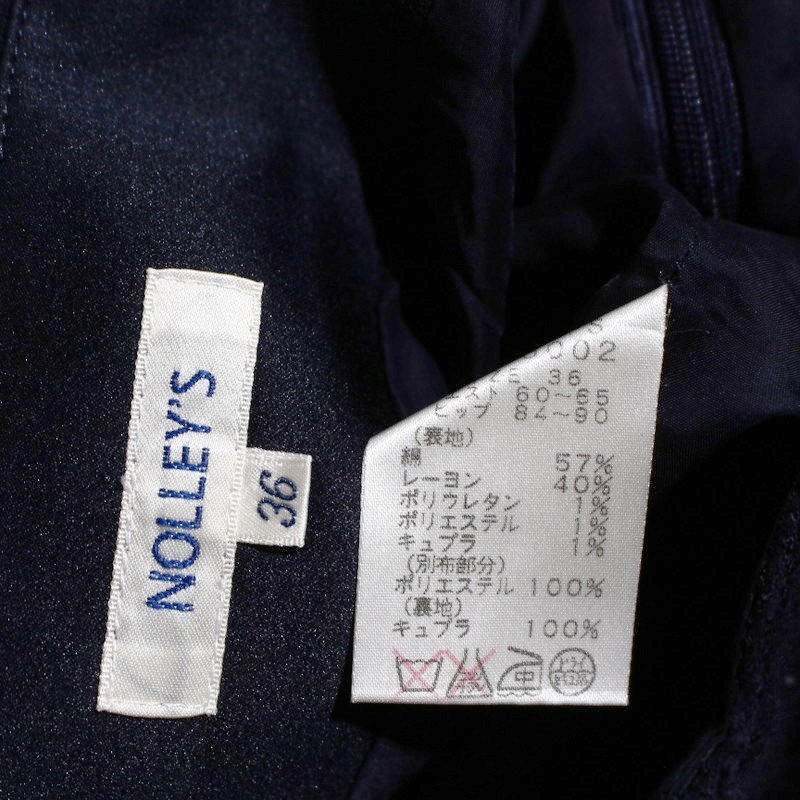 NOLLEY'S
36
S
002
36
60～65
ヒップ 84～90
(裏地)
綿 57%
レーヨン 40%
ポリウレタン 1%
ポリエステル 1%
キュプラ 1%
(別布部分)
ポリエステル 100%
(裏地)
キュプラ 100%
中